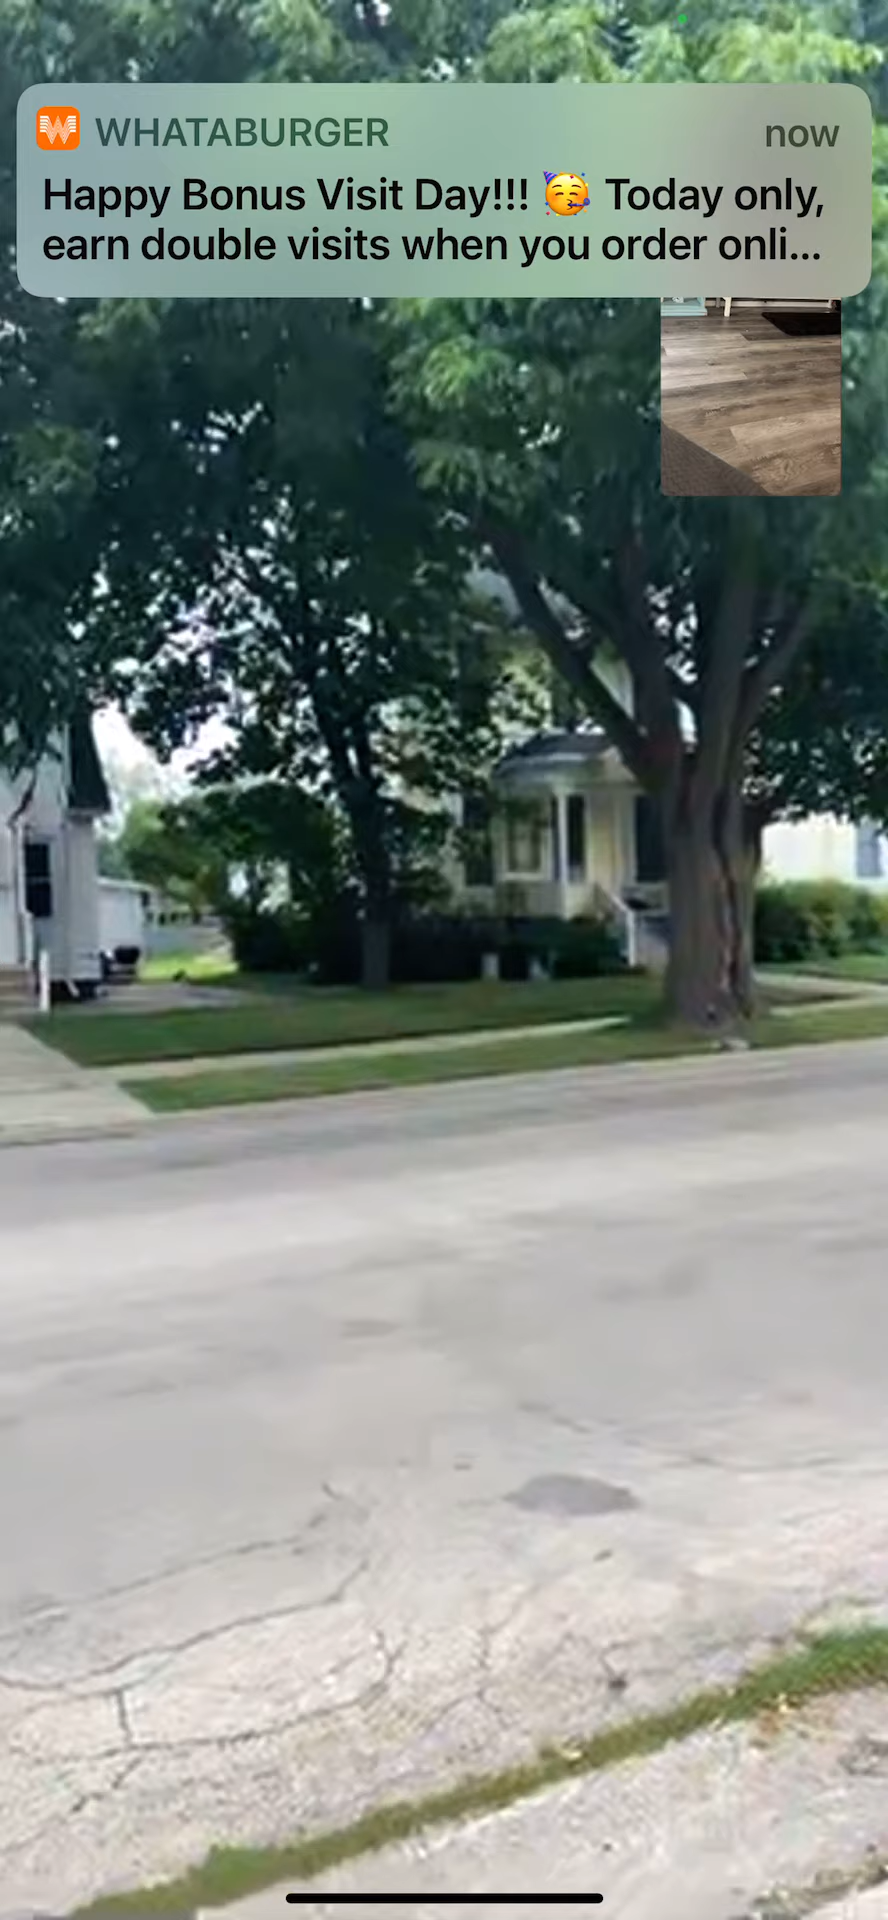 WHATABURGER
now
Happy Bonus Visit Day!!! 🥳 Today only,
earn double visits when you order onli...